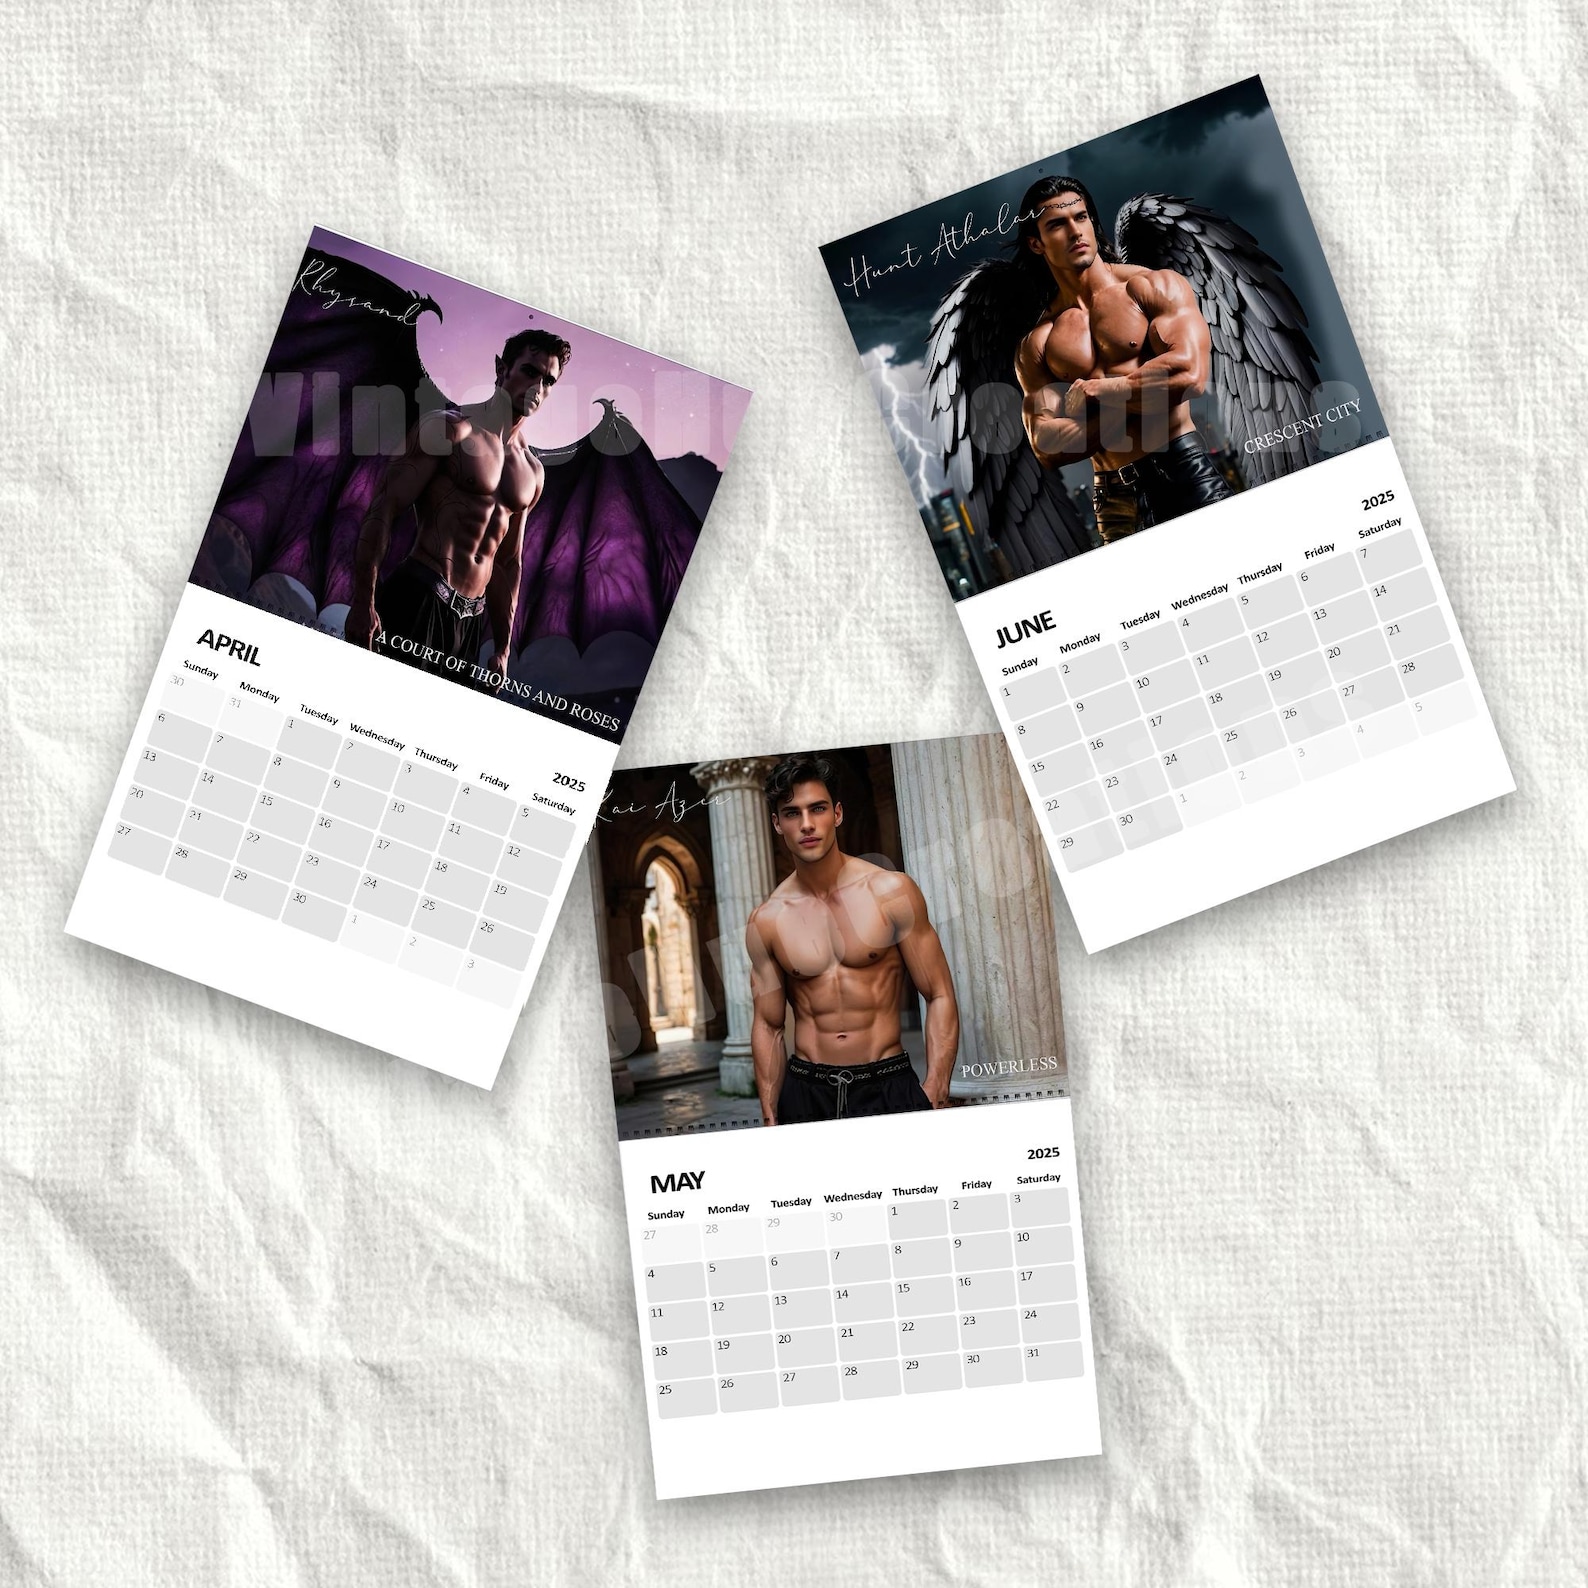 Rhysand
A COURT OF THORNS AND ROSES
APRIL
2025
Sunday Monday Tuesday Wednesday Thursday Friday Saturday
30 31 1 2 3 4 5
6 7 8 9 10 11 12
13 14 15 16 17 18 19
20 21 22 23 24 25 26
27 28 29 30 1 2 3
Hunt Athalar
CRESCENT CITY
JUNE
2025
Sunday Monday Tuesday Wednesday Thursday Friday Saturday
1 2 3 4 5 6 7
8 9 10 11 12 13 14
15 16 17 18 19 20 21
22 23 24 25 26 27 28
29 30 1 2 3 4 5
Kai Azer
POWERLESS
MAY
2025
Sunday Monday Tuesday Wednesday Thursday Friday Saturday
27 28 29 30 1 2 3
4 5 6 7 8 9 10
11 12 13 14 15 16 17
18 19 20 21 22 23 24
25 26 27 28 29 30 31